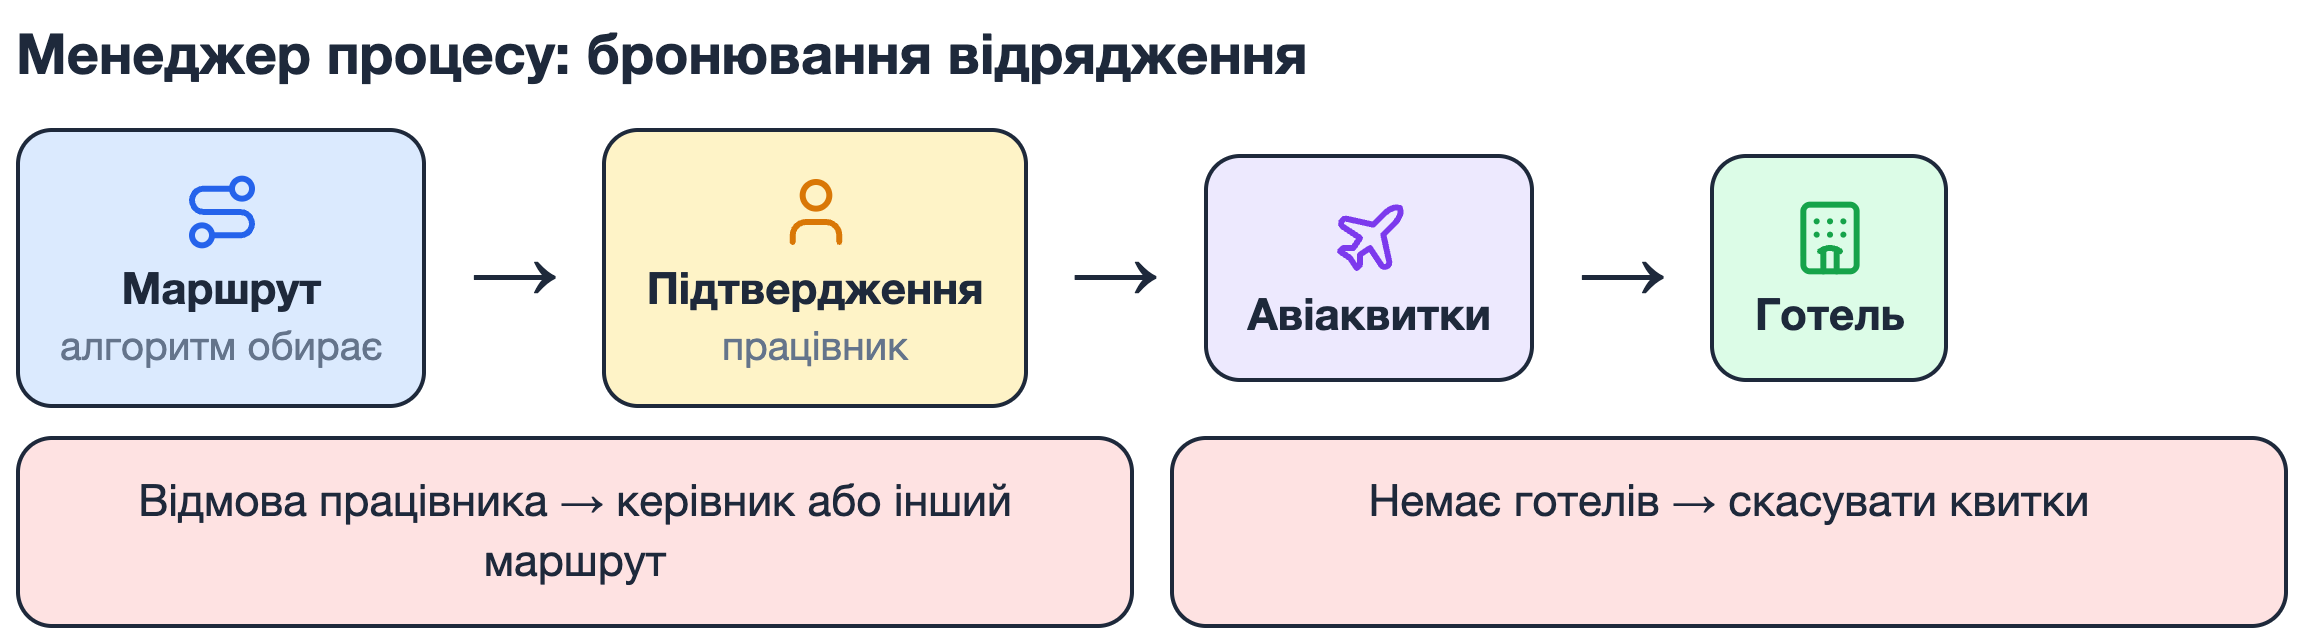 Менеджер процесу: бронювання відрядження
Маршрут
алгоритм обирає
→
Підтвердження
працівник
→
Авіаквитки
→
Готель
Відмова працівника → керівник або інший
маршрут
Немає готелів → скасувати квитки